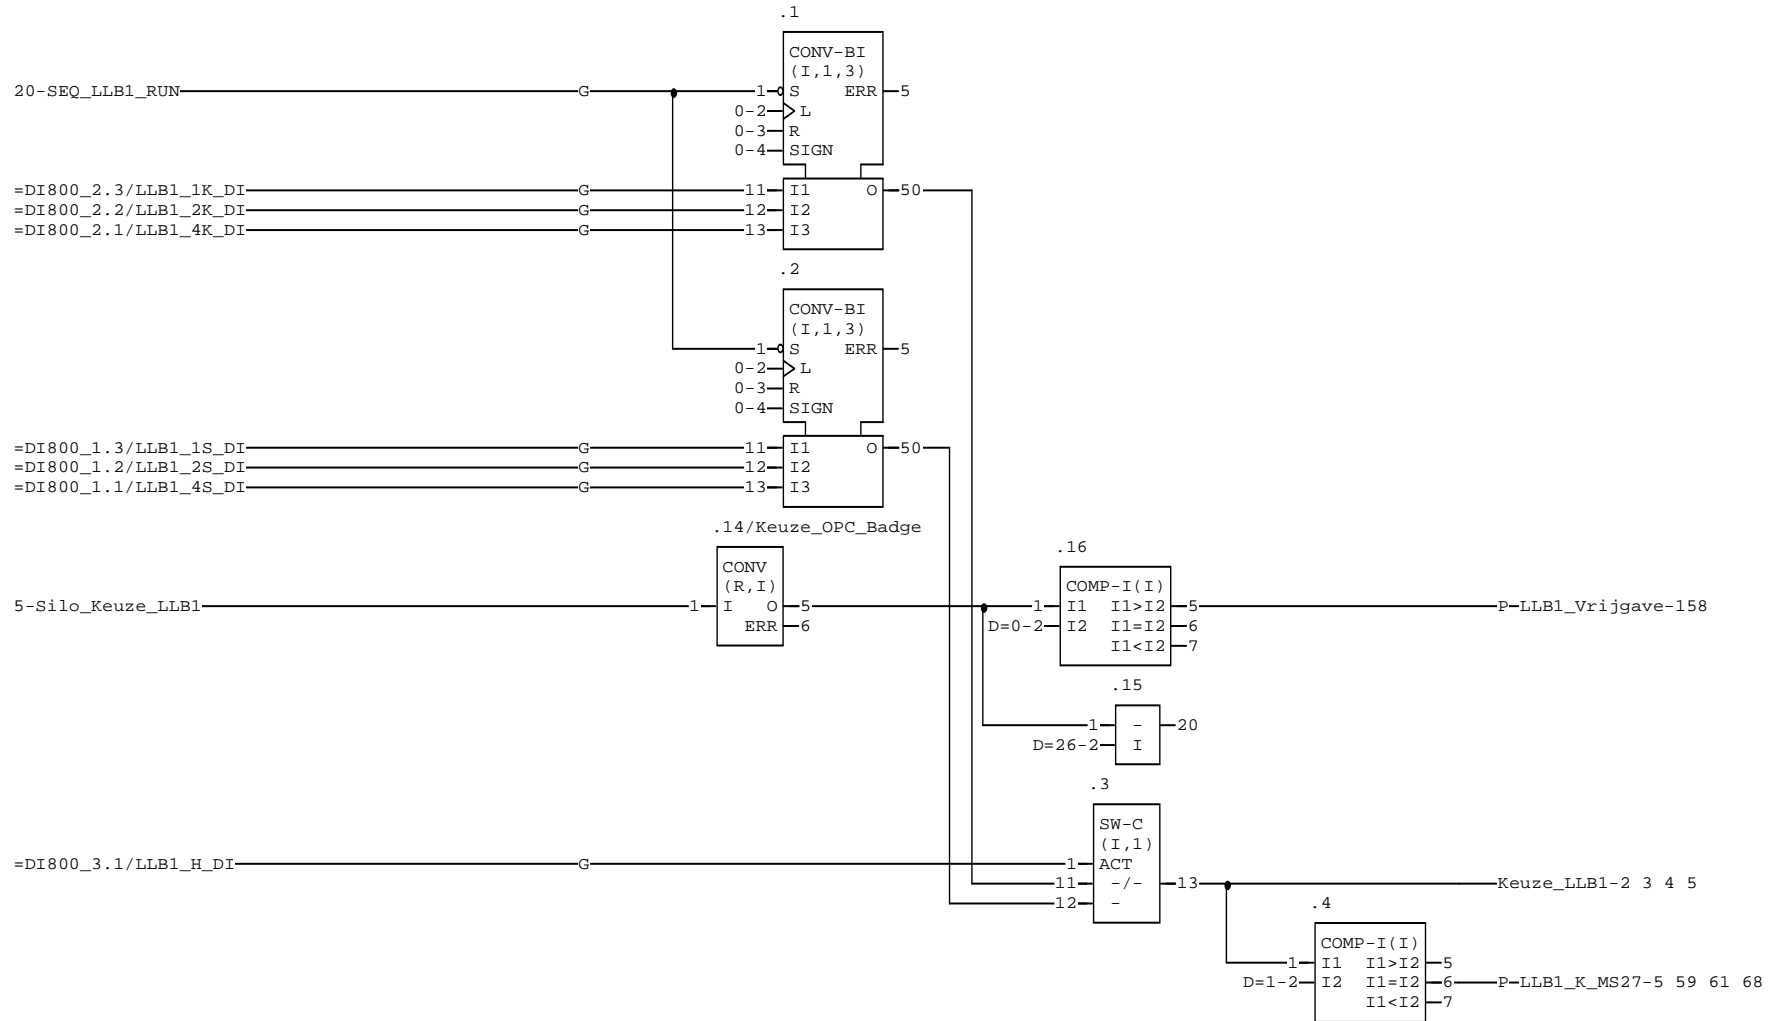 .1
CONV-BI
(I,1,3)
20-SEQ_LLB1_RUN G 1 S ERR 5
0-2 L
0-3 R
0-4 SIGN
=DI800_2.3/LLB1_1K_DI G 11 I1 O 50
=DI800_2.2/LLB1_2K_DI G 12 I2
=DI800_2.1/LLB1_4K_DI G 13 I3
.2
CONV-BI
(I,1,3)
1 S ERR 5
0-2 L
0-3 R
0-4 SIGN
=DI800_1.3/LLB1_1S_DI G 11 I1 O 50
=DI800_1.2/LLB1_2S_DI G 12 I2
=DI800_1.1/LLB1_4S_DI G 13 I3
.14/Keuze_OPC_Badge
.16
CONV
(R,I) COMP-I(I)
5-Silo_Keuze_LLB1 1 I O 5 1 I1 I1>I2 5 P-LLB1_Vrijgave-158
ERR 6 D=0-2 I2 I1=I2 6
I1<I2 7
.15
1 - 20
D=26-2 I
.3
SW-C
(I,1)
=DI800_3.1/LLB1_H_DI G 1 ACT
11 -/- 13 Keuze_LLB1-2 3 4 5
12 - .4
COMP-I(I)
1 I1 I1>I2 5
D=1-2 I2 I1=I2 6 P-LLB1_K_MS27-5 59 61 68
I1<I2 7